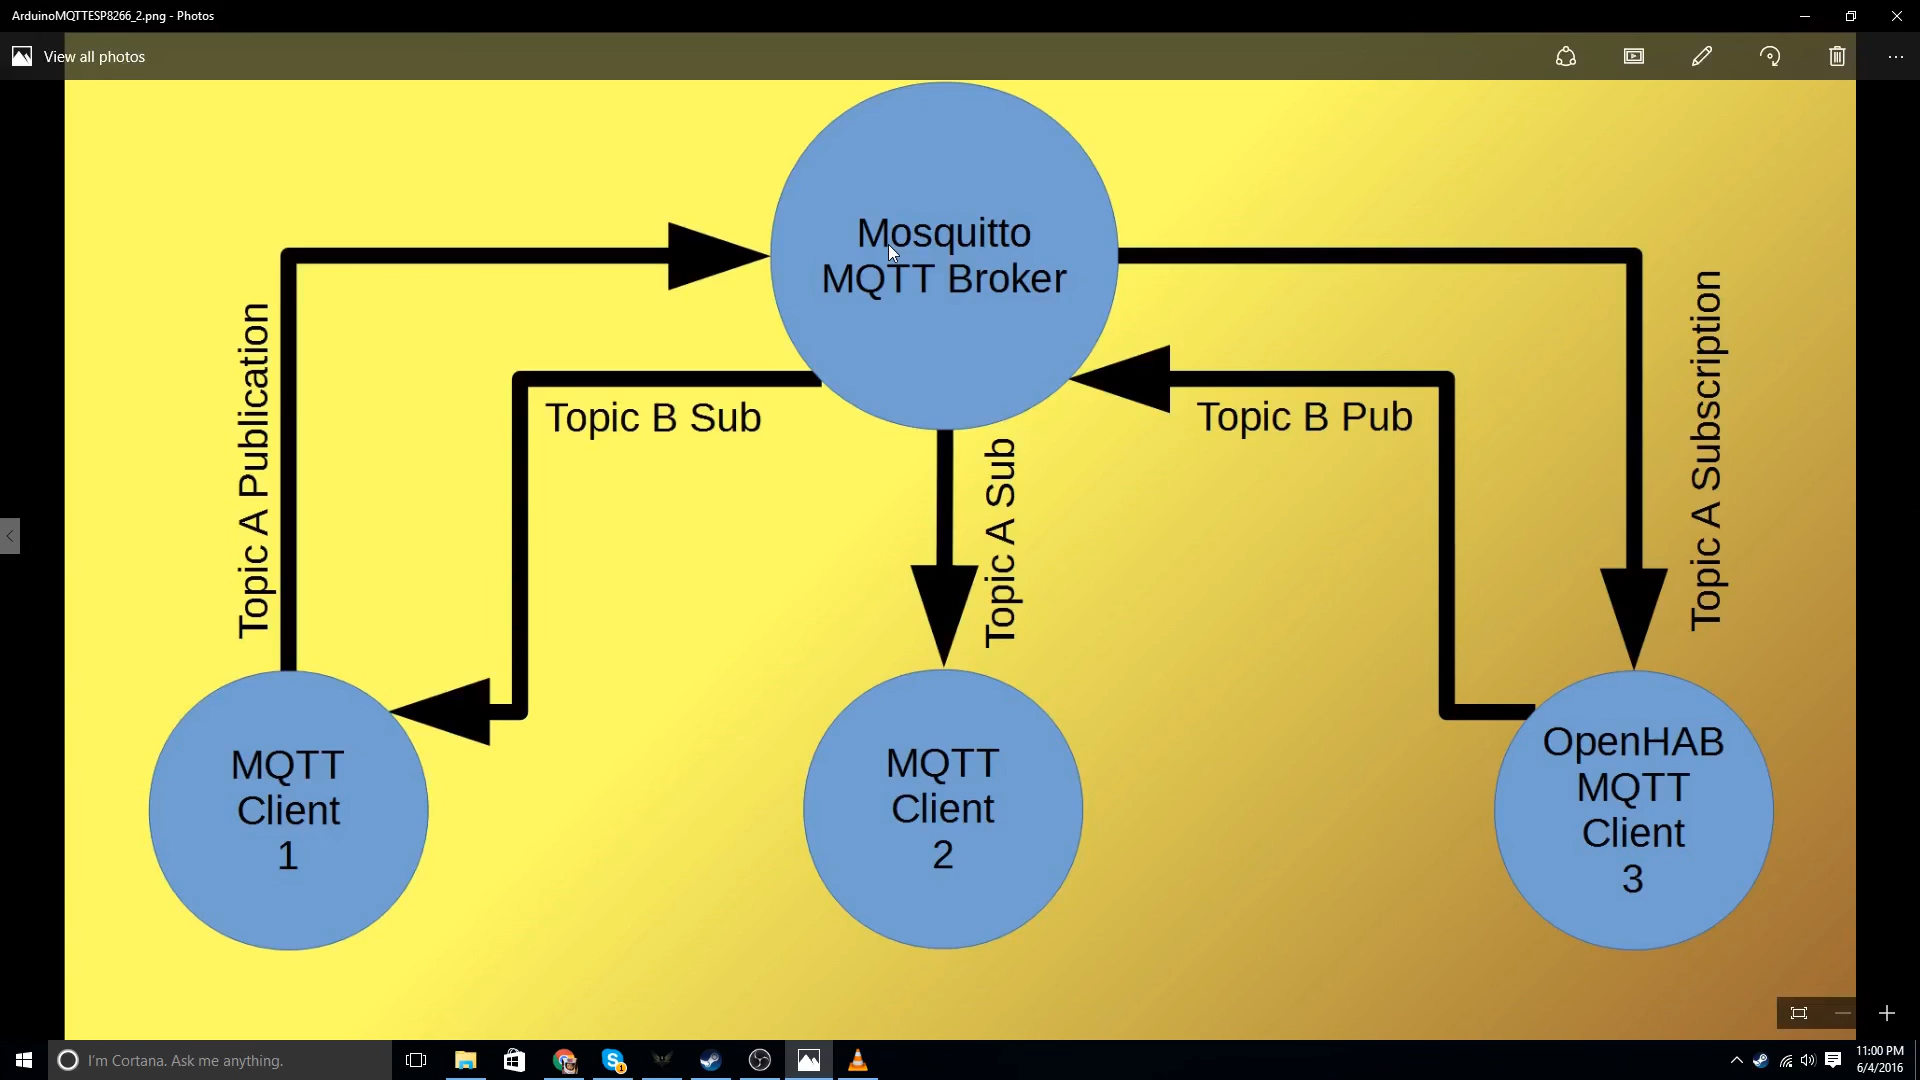 ArduinoMQTTESP8266_2.png - Photos
View all photos
Mosquitto
MQTT Broker
Topic A Publication
Topic B Sub
Topic A Sub
Topic B Pub
Topic A Subscription
MQTT
Client
1
MQTT
Client
2
OpenHAB
MQTT
Client
3
I'm Cortana. Ask me anything.
1
11:00 PM
6/4/2016